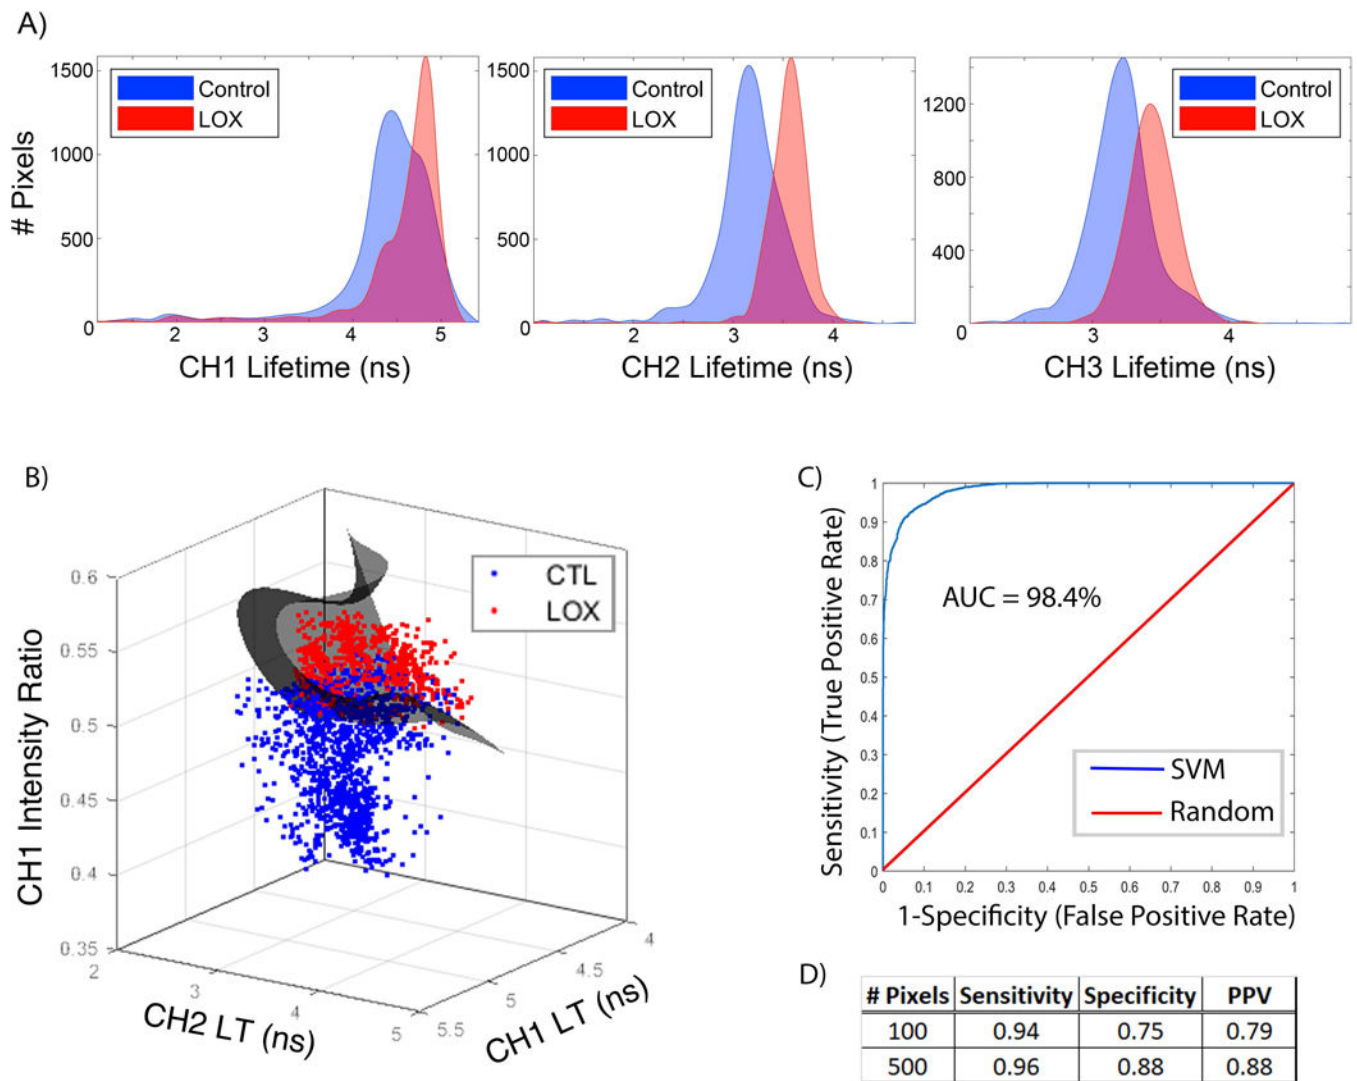 A)
1500
1000
500
0
# Pixels
Control
LOX
2
3
4
5
CH1 Lifetime (ns)
1500
1000
500
0
Control
LOX
3
4
CH2 Lifetime (ns)
1200
800
400
0
Control
LOX
3
4
CH3 Lifetime (ns)
B)
CTL
LOX
0.6
0.55
0.5
0.45
0.4
0.35
CH1 Intensity Ratio
2
3
4
5
CH2 LT (ns)
5.5
5
4.5
4
CH1 LT (ns)
C)
1
0.9
0.8
0.7
0.6
0.5
0.4
0.3
0.2
0.1
0
Sensitivity (True Positive Rate)
AUC = 98.4%
SVM
Random
0 0.1 0.2 0.3 0.4 0.5 0.6 0.7 0.8 0.9 1
1-Specificity (False Positive Rate)
D)
# Pixels Sensitivity Specificity PPV
100 0.94 0.75 0.79
500 0.96 0.88 0.88